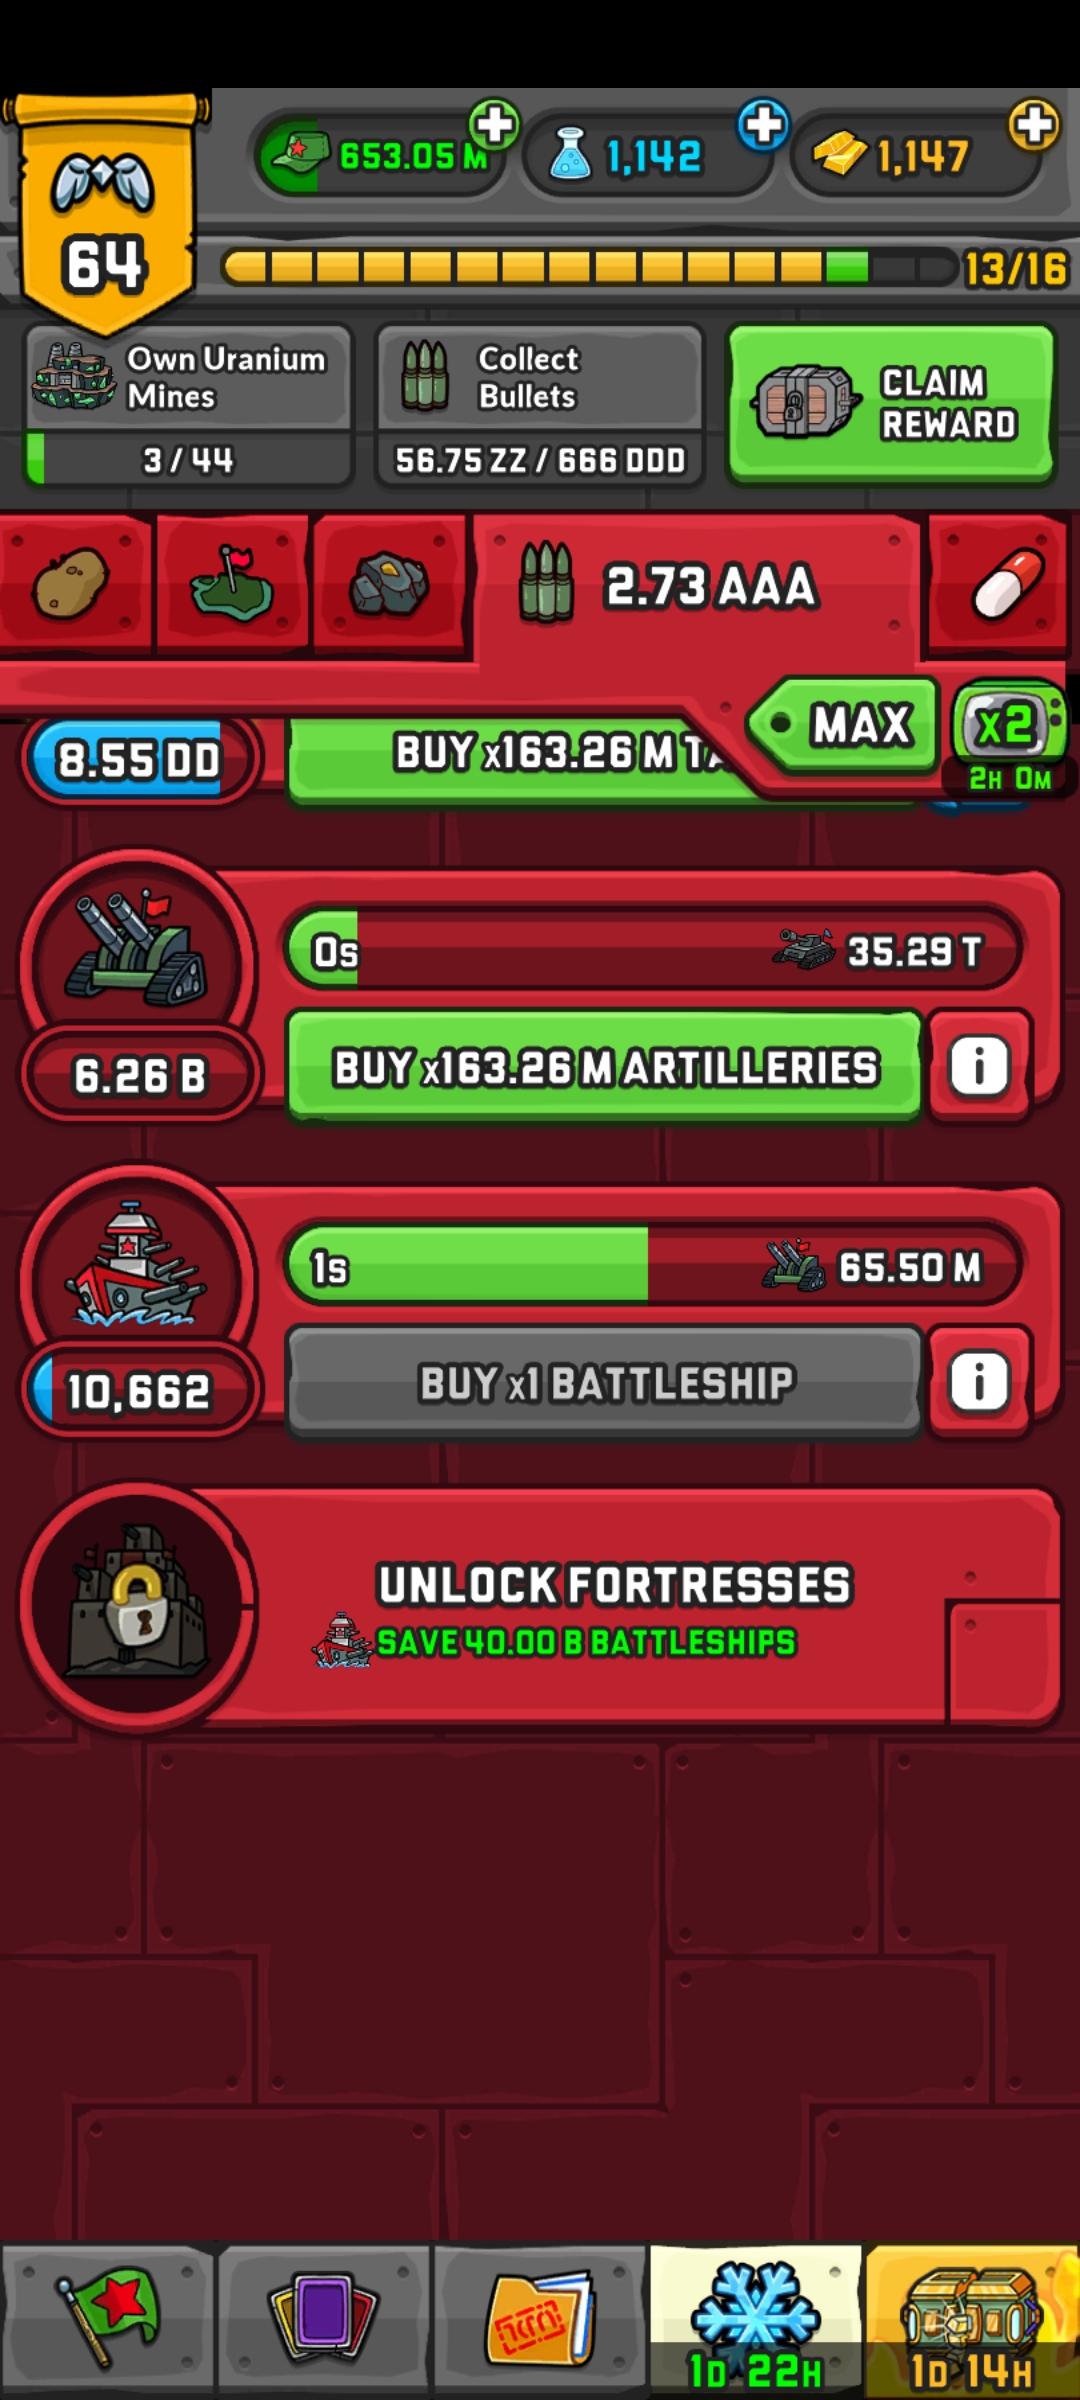 653.05 M
1,142
1,147
64
13/16
Own Uranium
Mines
3 / 44
Collect
Bullets
56.75 ZZ / 666 DDD
CLAIM
REWARD
2.73 AAA
MAX
x2
2H 0M
8.55 DD
BUY x163.26 M
0s
35.29 T
6.26 B
BUY x163.26 M ARTILLERIES
i
1s
65.50 M
10,662
BUY x1 BATTLESHIP
i
UNLOCK FORTRESSES
SAVE 40.00 B BATTLESHIPS
1D 22H
1D 14H